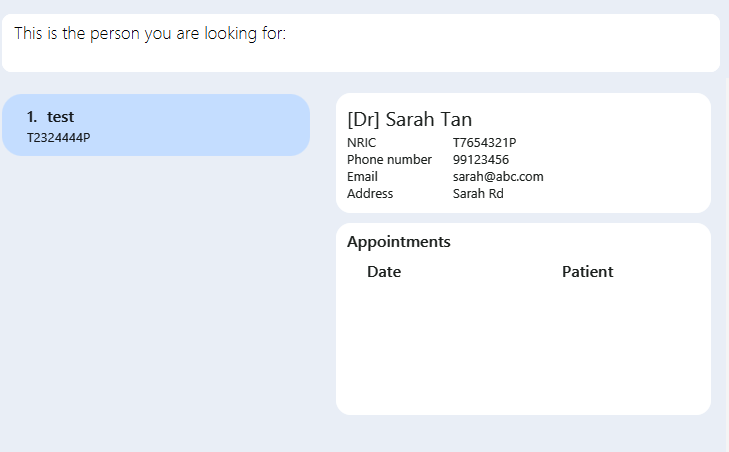 This is the person you are looking for:
1. test
T2324444P
[Dr] Sarah Tan
NRIC T7654321P
Phone number 99123456
Email sarah@abc.com
Address Sarah Rd
Appointments
Date Patient